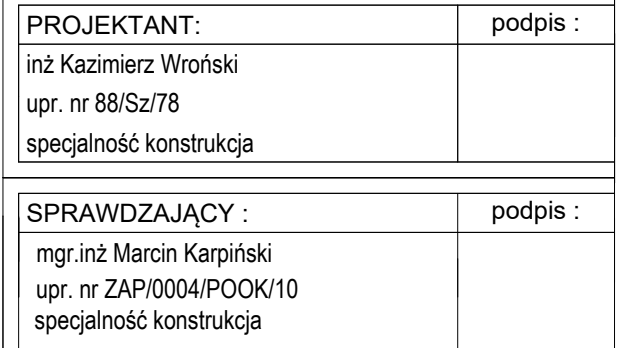 PROJEKTANT: podpis :
inż Kazimierz Wroński
upr. nr 88/Sz/78
specjalność konstrukcja
SPRAWDZAJĄCY : podpis :
mgr.inż Marcin Karpiński
upr. nr ZAP/0004/POOK/10
specjalność konstrukcja